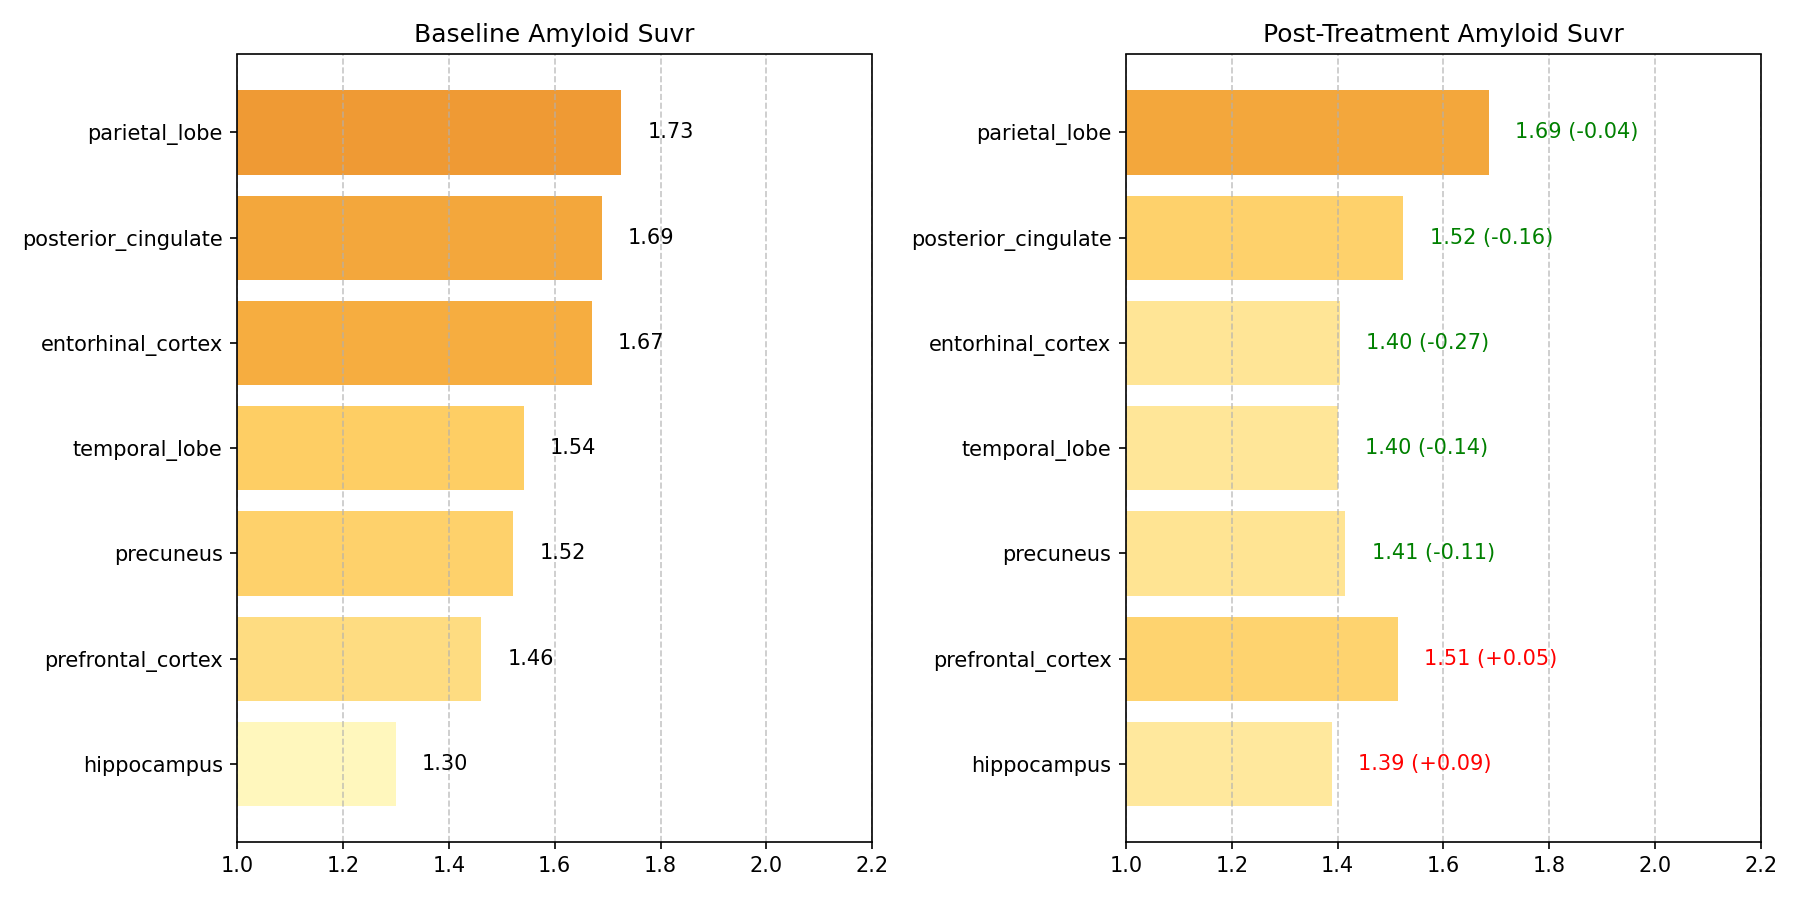 Baseline Amyloid Suvr
parietal_lobe 1.73
posterior_cingulate 1.69
entorhinal_cortex 1.67
temporal_lobe 1.54
precuneus 1.52
prefrontal_cortex 1.46
hippocampus 1.30
1.0 1.2 1.4 1.6 1.8 2.0 2.2
Post-Treatment Amyloid Suvr
parietal_lobe 1.69 (-0.04)
posterior_cingulate 1.52 (-0.16)
entorhinal_cortex 1.40 (-0.27)
temporal_lobe 1.40 (-0.14)
precuneus 1.41 (-0.11)
prefrontal_cortex 1.51 (+0.05)
hippocampus 1.39 (+0.09)
1.0 1.2 1.4 1.6 1.8 2.0 2.2